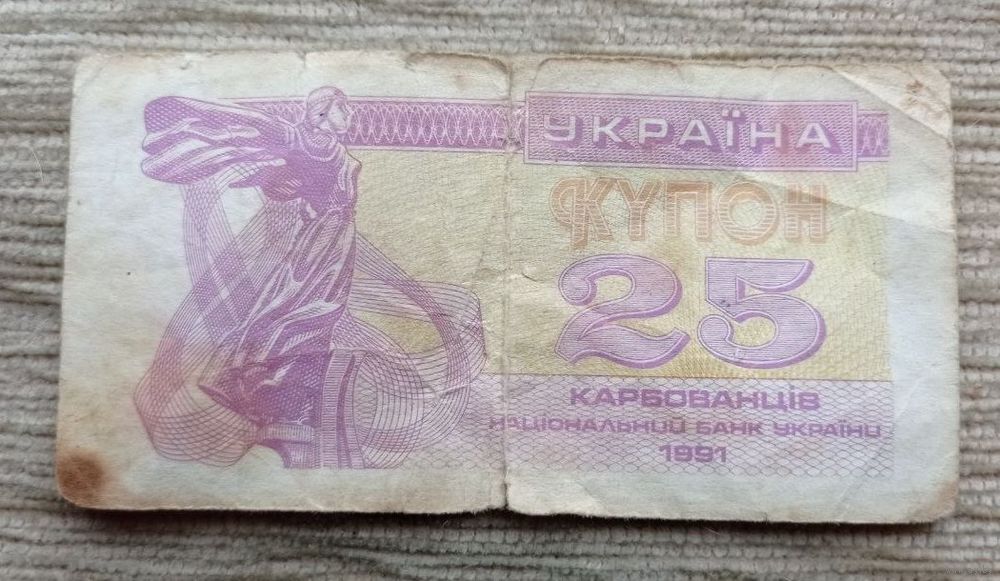 УКРАЇНА
КУПОН
25
КАРБОВАНЦІВ
НАЦІОНАЛЬНИЙ БАНК УКРАЇНИ
1991